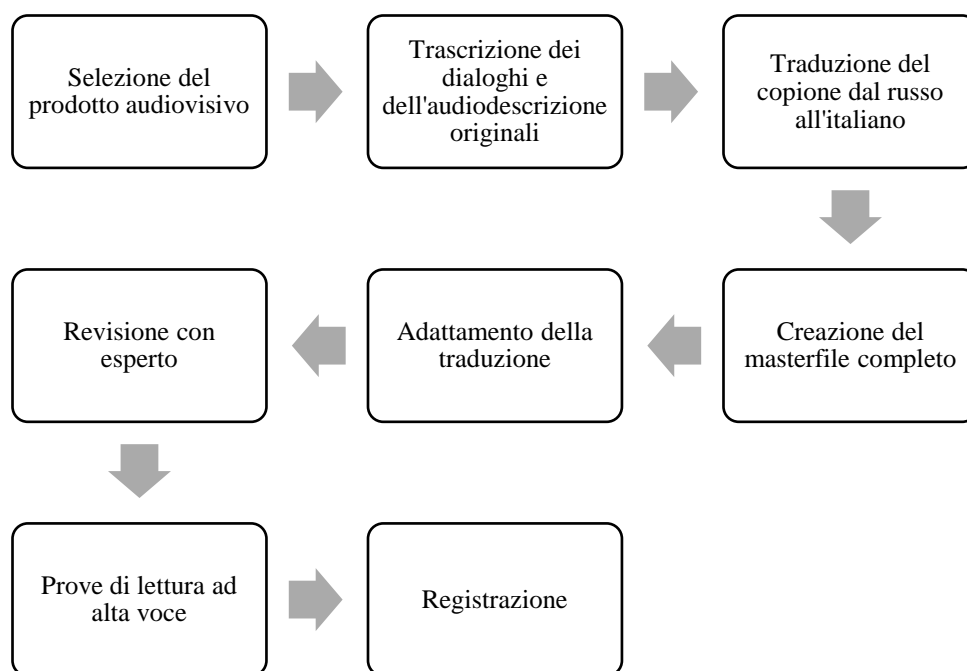 Selezione del
prodotto audiovisivo
Trascrizione dei
dialoghi e
dell'audiodescrizione
originali
Traduzione del
copione dal russo
all'italiano
Creazione del
masterfile completo
Adattamento della
traduzione
Revisione con
esperto
Prove di lettura ad
alta voce
Registrazione